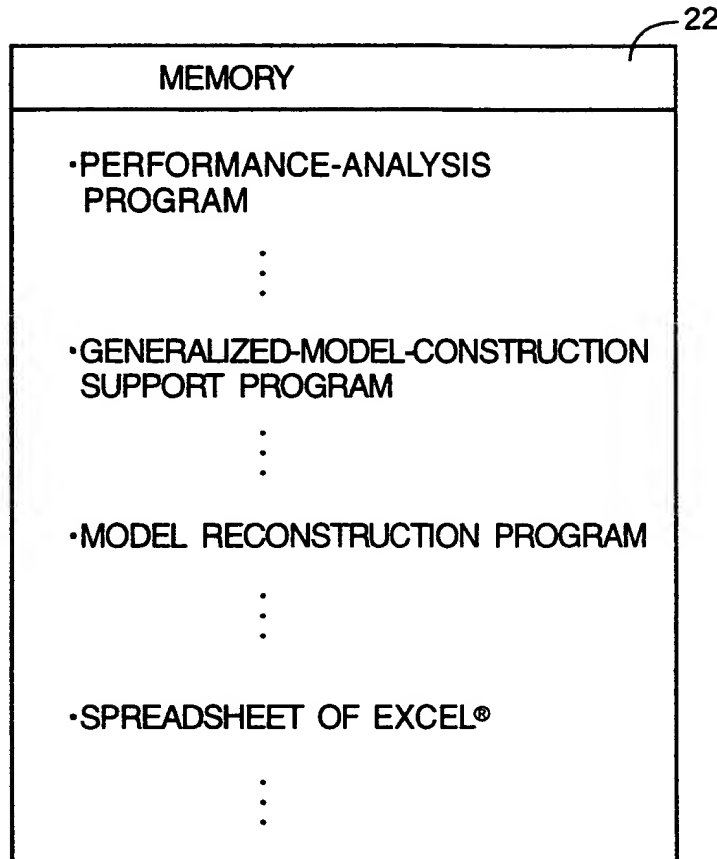 22
MEMORY
·PERFORMANCE-ANALYSIS
PROGRAM
·GENERALIZED-MODEL-CONSTRUCTION
SUPPORT PROGRAM
·MODEL RECONSTRUCTION PROGRAM
·SPREADSHEET OF EXCEL®